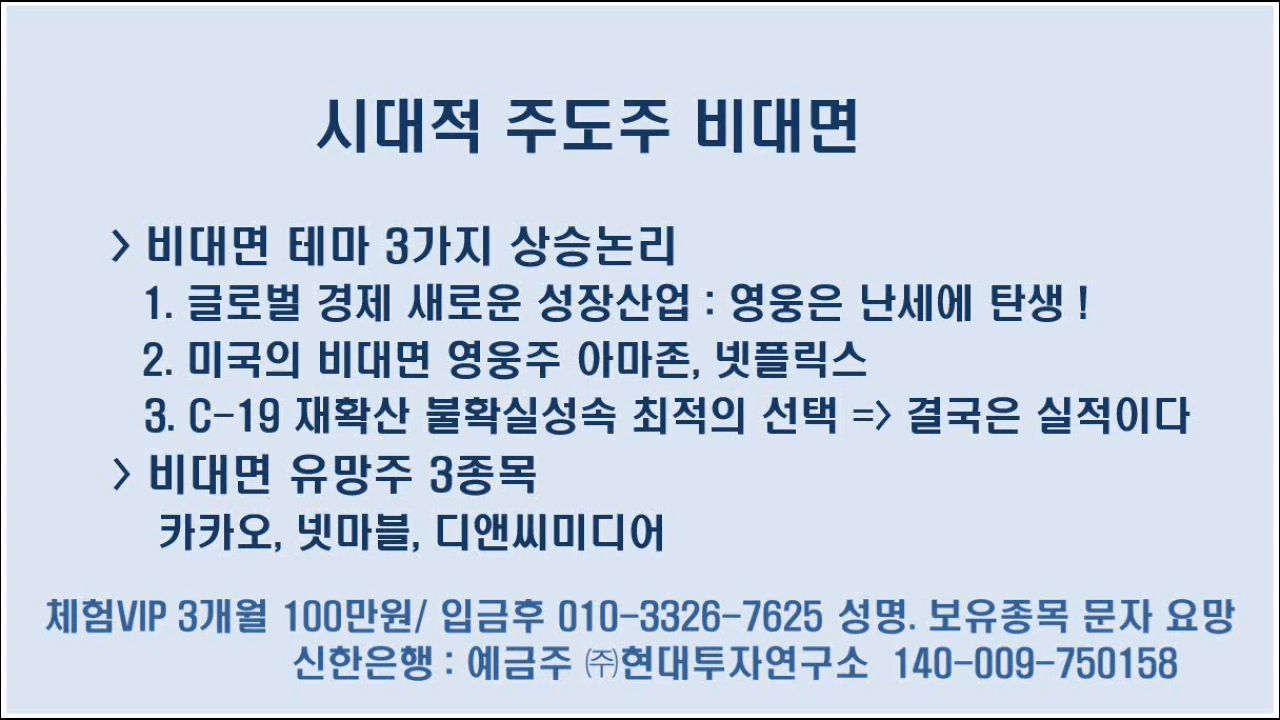 시대적 주도주 비대면
> 비대면 테마 3가지 상승논리
1. 글로벌 경제 새로운 성장산업 : 영웅은 난세에 탄생 !
2. 미국의 비대면 영웅주 아마존, 넷플릭스
3. C-19 재확산 불확실성속 최적의 선택 => 결국은 실적이다
> 비대면 유망주 3종목
카카오, 넷마블, 디앤씨미디어
체험VIP 3개월 100만원/ 입금후 010-3326-7625 성명. 보유종목 문자 요망
신한은행 : 예금주 ㈜현대투자연구소 140-009-750158